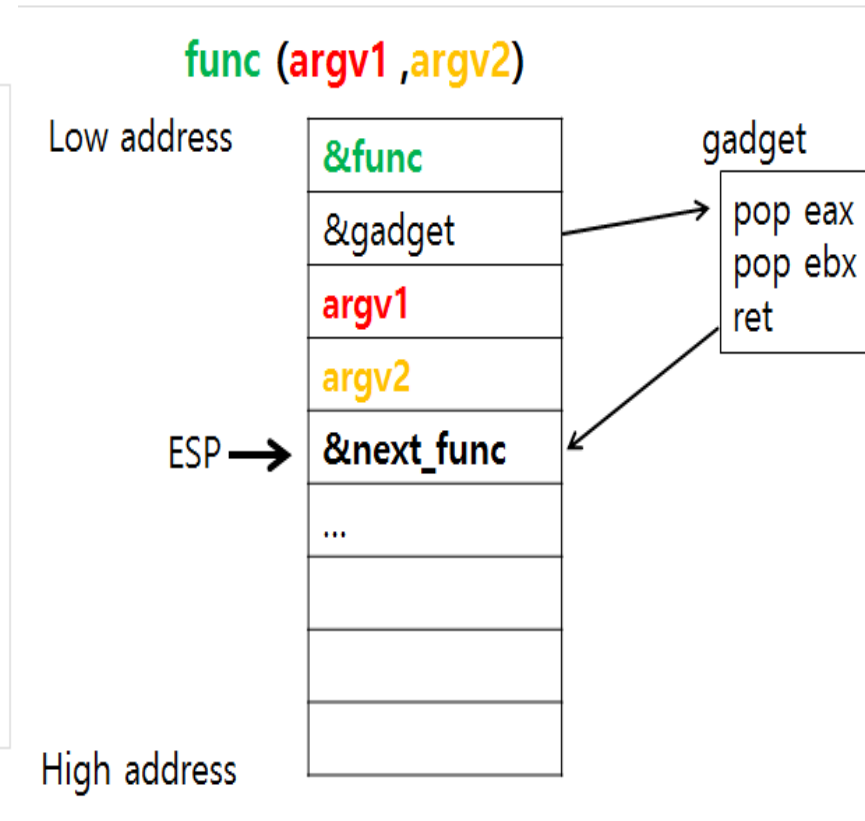 func (argv1 ,argv2)
Low address
&func
gadget
&gadget
pop eax
pop ebx
ret
argv1
argv2
ESP
&next_func
...
High address